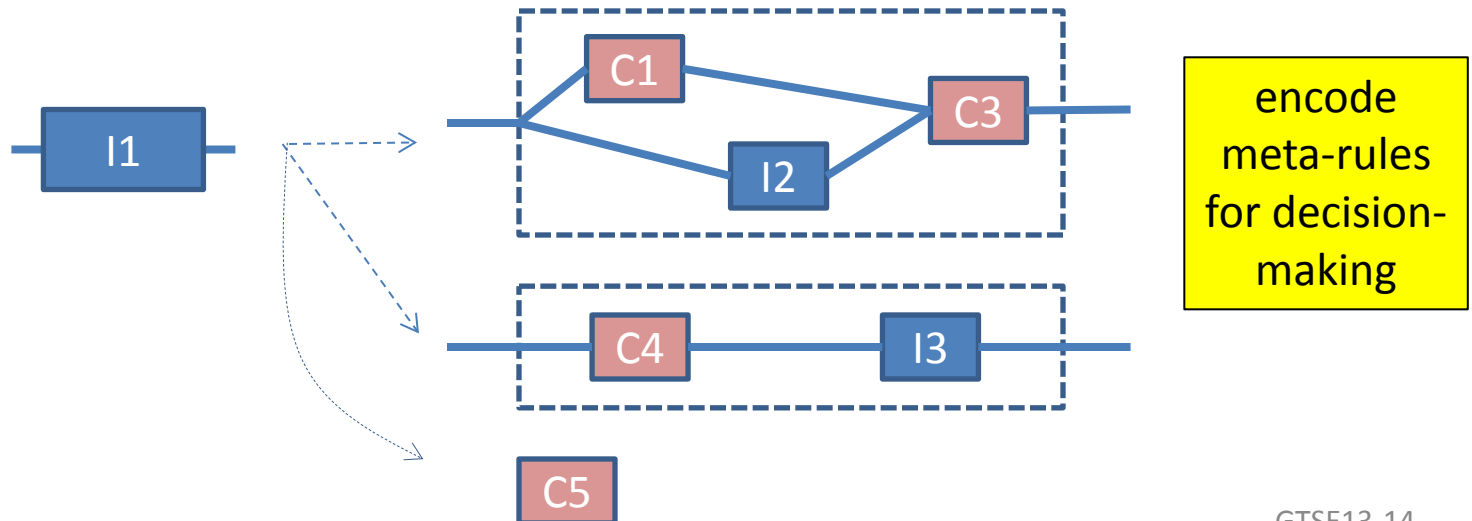 I1
C1
C3
I2
encode
meta-rules
for decision-
making
C4
I3
C5